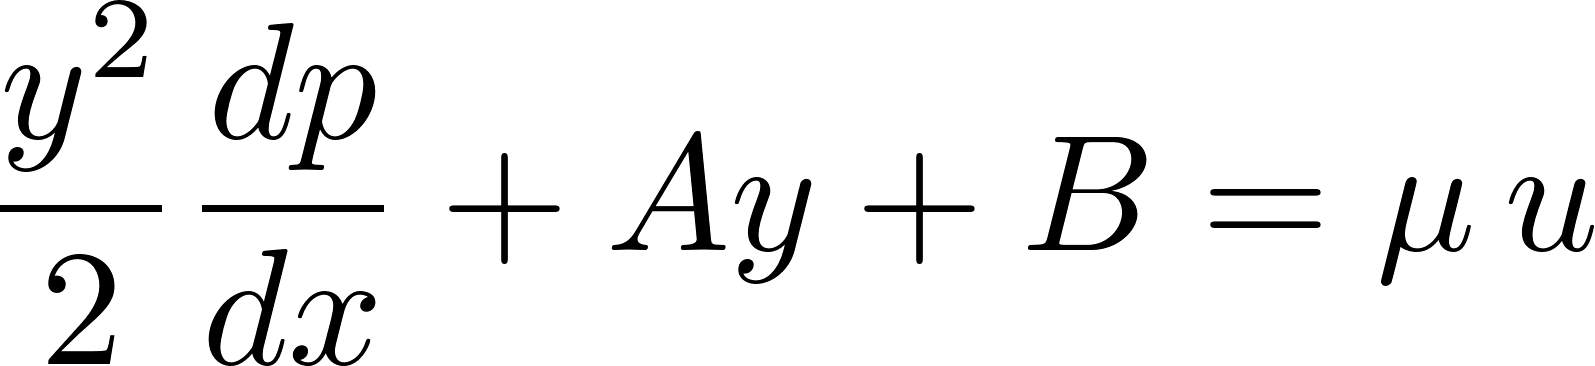 \frac{y^2}{2} \frac{dp}{dx} + Ay + B = \mu \, u